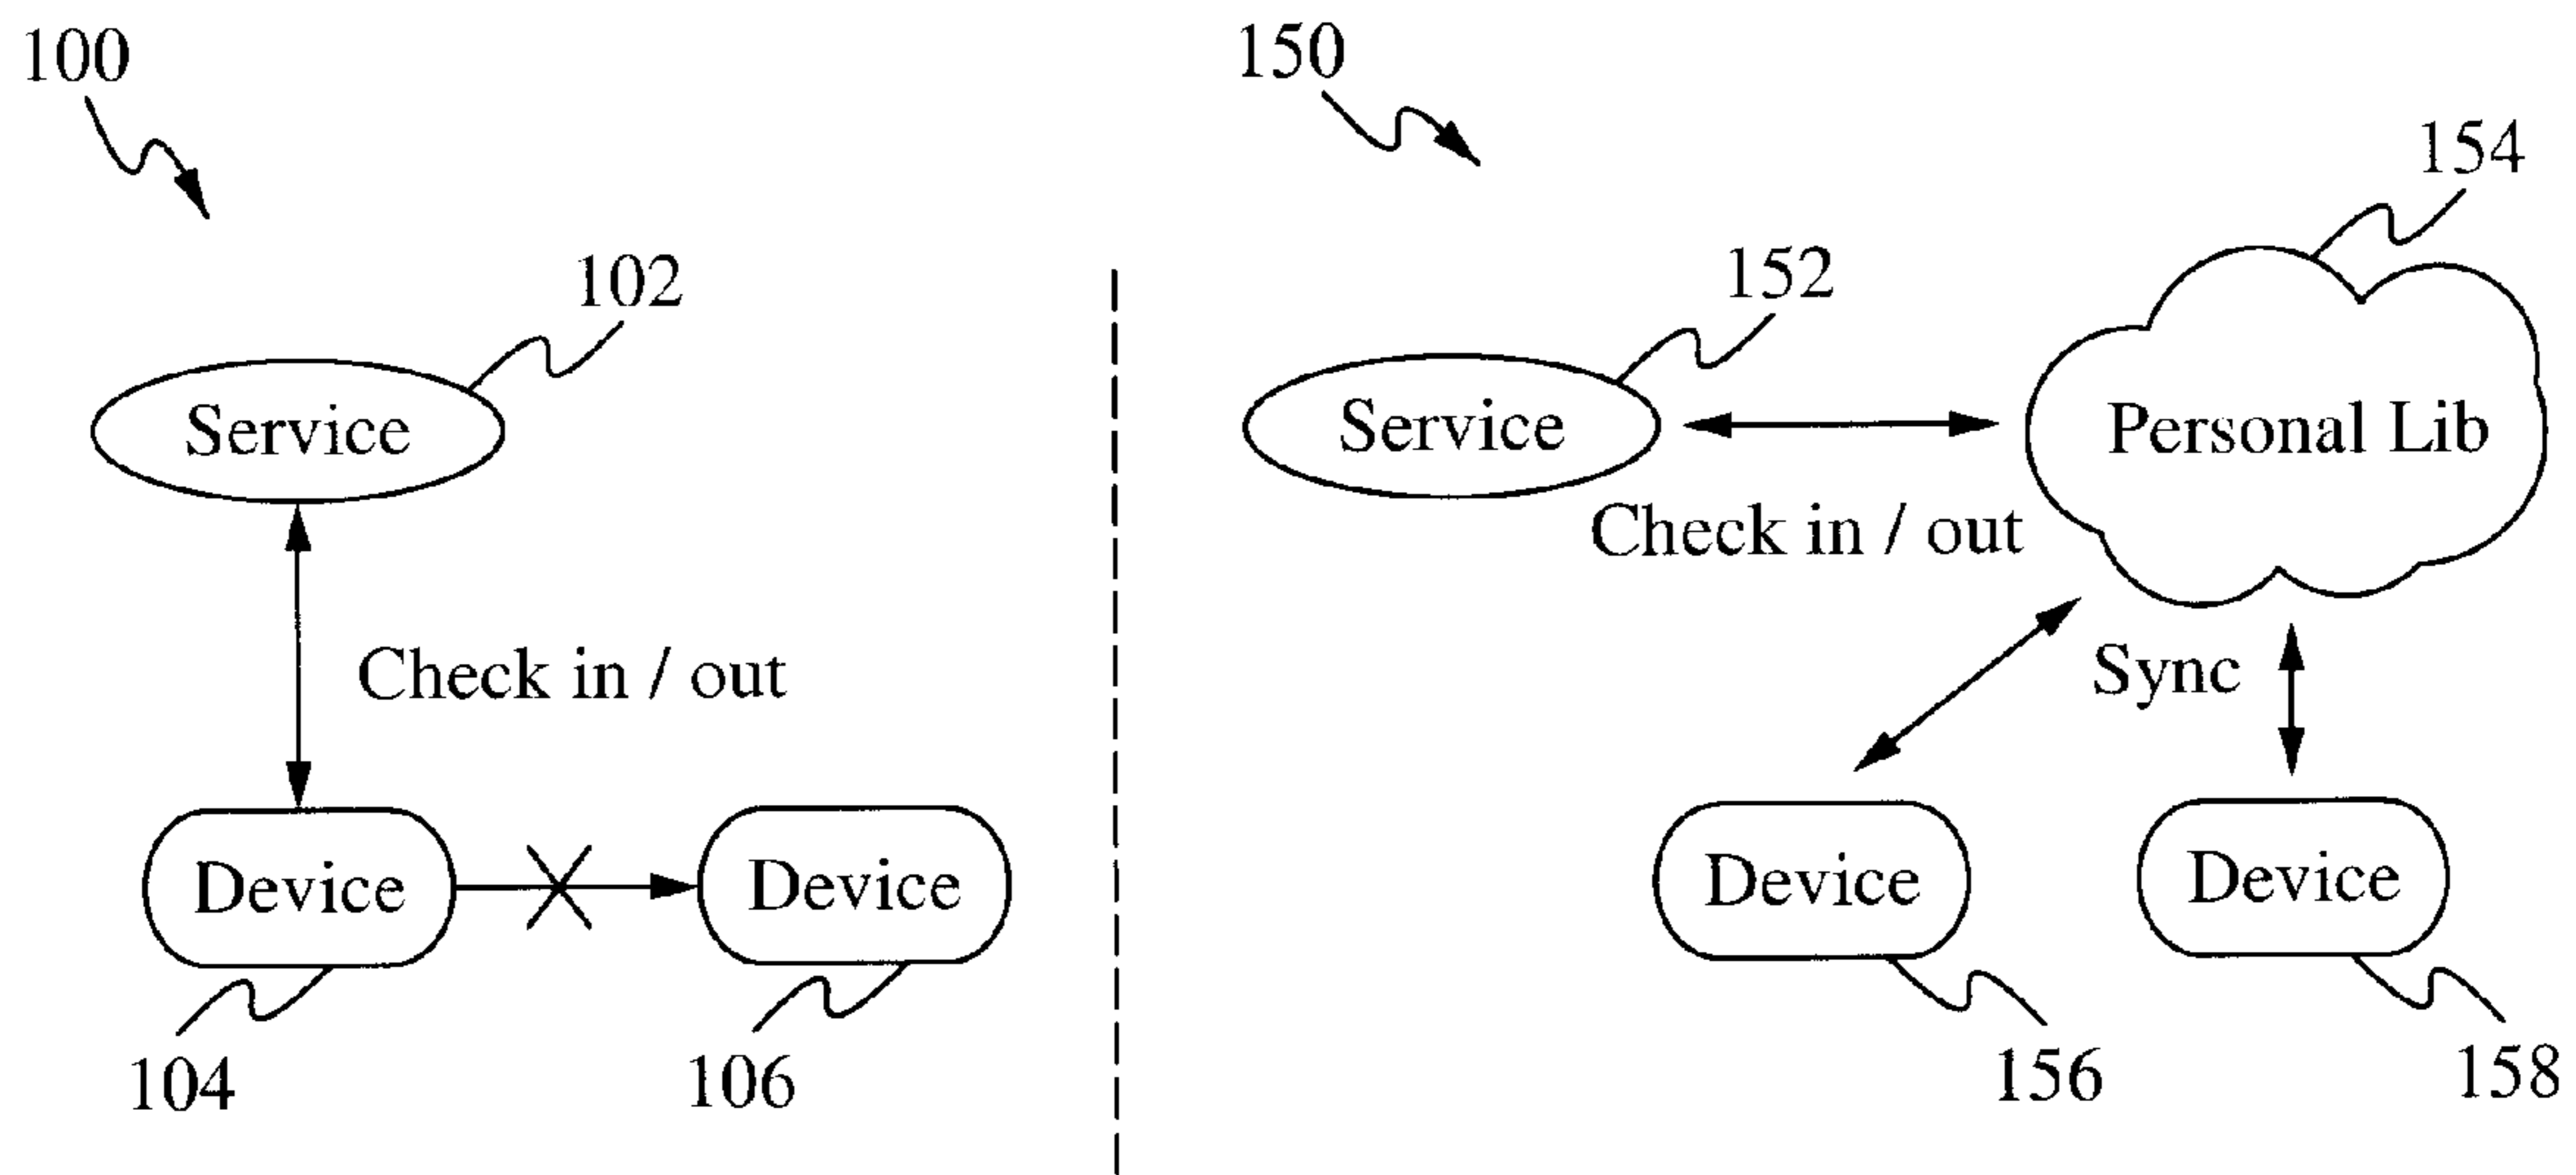 100
102
Service
Check in / out
Device
Device
104
106
150
154
152
Service
Personal Lib
Check in / out
Sync
Device
Device
156
158